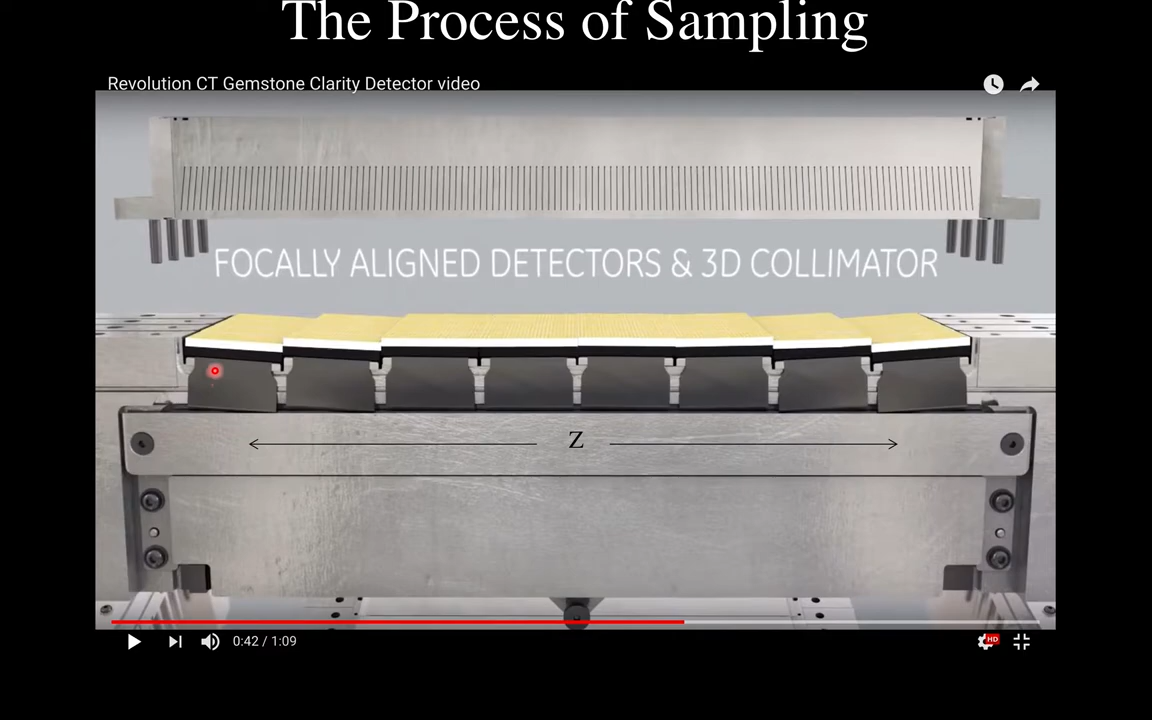 The Process of Sampling
Revolution CT Gemstone Clarity Detector video
FOCALLY ALIGNED DETECTORS & 3D COLLIMATOR
Z
0:42 / 1:09
HD